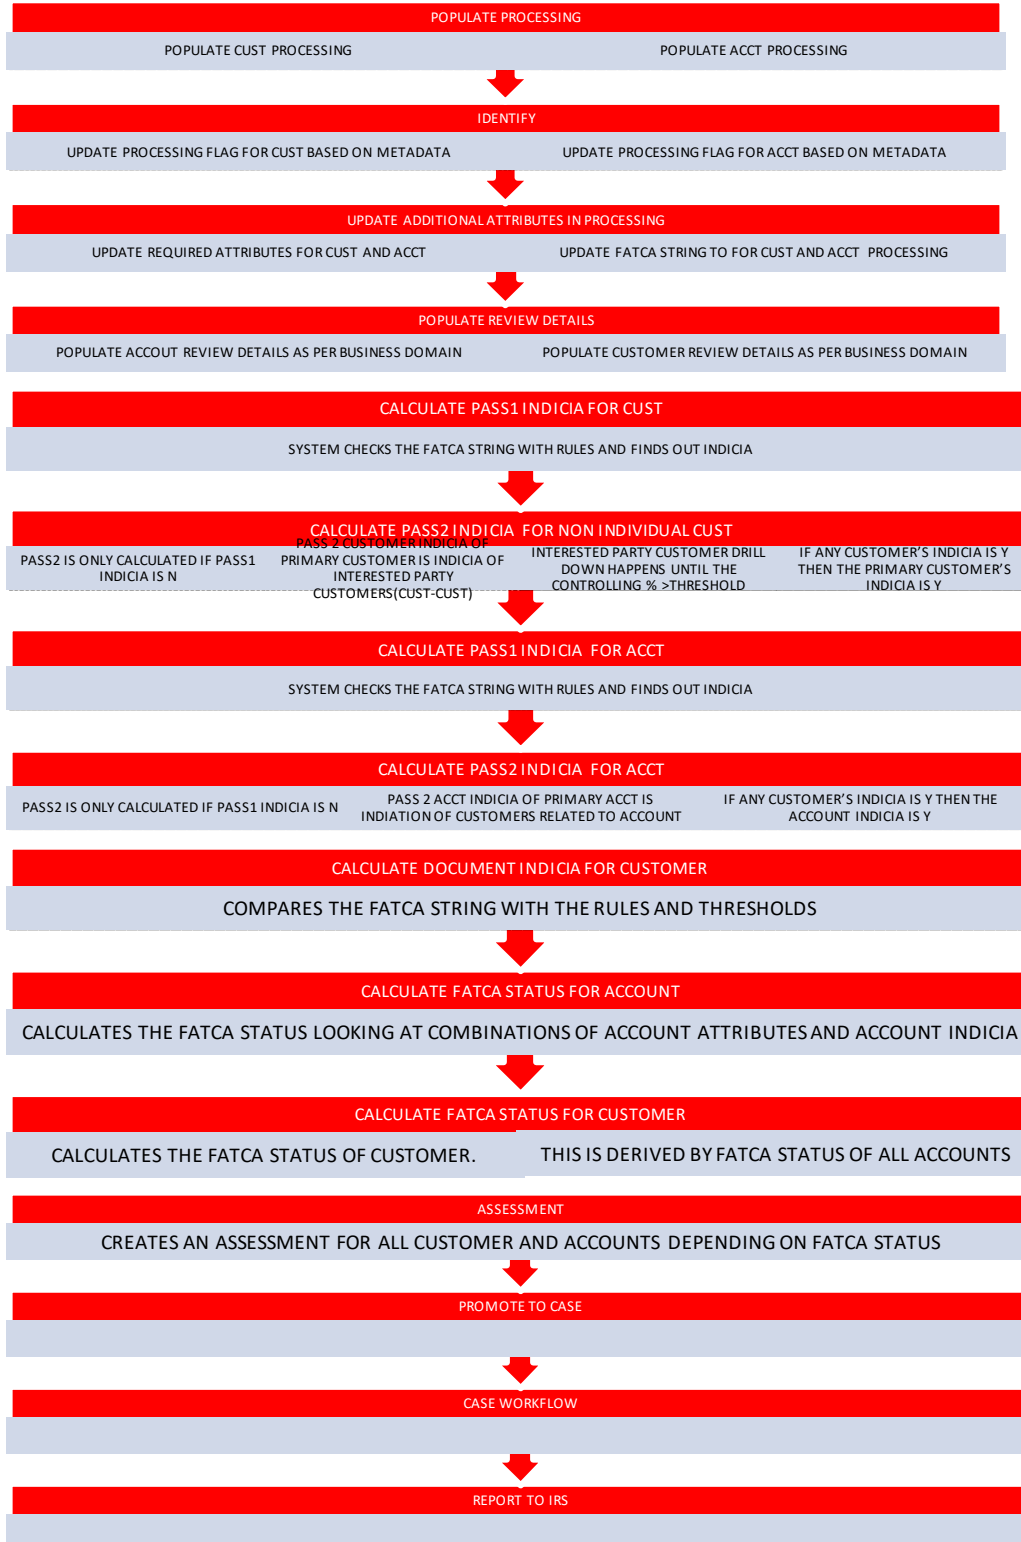 POPULATE PROCESSING
POPULATE CUST PROCESSING
POPULATE ACCT PROCESSING
IDENTIFY
UPDATE PROCESSING FLAG FOR CUST BASED ON METADATA
UPDATE PROCESSING FLAG FOR ACCT BASED ON METADATA
UPDATE ADDITIONAL ATTRIBUTES IN PROCESSING
UPDATE REQUIRED ATTRIBUTES FOR CUST AND ACCT
UPDATE FATCA STRING TO FOR CUST AND ACCT PROCESSING
POPULATE REVIEW DETAILS
POPULATE ACCOUT REVIEW DETAILS AS PER BUSINESS DOMAIN
POPULATE CUSTOMER REVIEW DETAILS AS PER BUSINESS DOMAIN
CALCULATE PASS1 INDICIA FOR CUST
SYSTEM CHECKS THE FATCA STRING WITH RULES AND FINDS OUT INDICIA
CALCULATE PASS2 INDICIA FOR NON INDIVIDUAL CUST
PASS2 IS ONLY CALCULATED IF PASS1
INDICIA IS N
PASS 2 CUSTOMER INDICIA OF
PRIMARY CUSTOMER IS INDICIA OF
INTERESTED PARTY
CUSTOMERS(CUST-CUST)
INTERESTED PARTY CUSTOMER DRILL
DOWN HAPPENS UNTIL THE
CONTROLLING % >THRESHOLD
IF ANY CUSTOMER'S INDICIA IS Y
THEN THE PRIMARY CUSTOMER'S
INDICIA IS Y
CALCULATE PASS1 INDICIA FOR ACCT
SYSTEM CHECKS THE FATCA STRING WITH RULES AND FINDS OUT INDICIA
CALCULATE PASS2 INDICIA FOR ACCT
PASS2 IS ONLY CALCULATED IF PASS1 INDICIA IS N
PASS 2 ACCT INDICIA OF PRIMARY ACCT IS
INDIATION OF CUSTOMERS RELATED TO ACCOUNT
IF ANY CUSTOMER'S INDICIA IS Y THEN THE
ACCOUNT INDICIA IS Y
CALCULATE DOCUMENT INDICIA FOR CUSTOMER
COMPARES THE FATCA STRING WITH THE RULES AND THRESHOLDS
CALCULATE FATCA STATUS FOR ACCOUNT
CALCULATES THE FATCA STATUS LOOKING AT COMBINATIONS OF ACCOUNT ATTRIBUTES AND ACCOUNT INDICIA
CALCULATE FATCA STATUS FOR CUSTOMER
CALCULATES THE FATCA STATUS OF CUSTOMER.
THIS IS DERIVED BY FATCA STATUS OF ALL ACCOUNTS
ASSESSMENT
CREATES AN ASSESSMENT FOR ALL CUSTOMER AND ACCOUNTS DEPENDING ON FATCA STATUS
PROMOTE TO CASE
CASE WORKFLOW
REPORT TO IRS